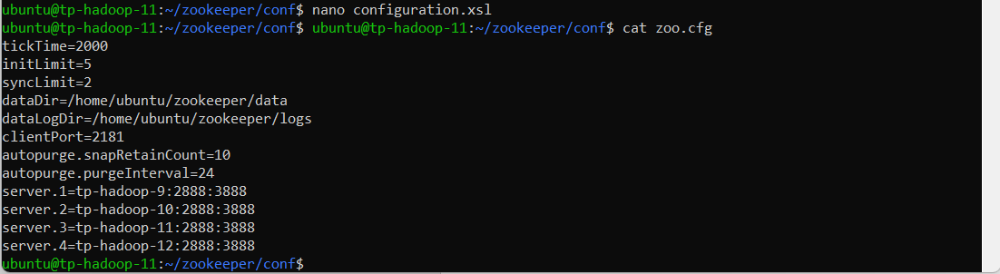 ubuntu@tp-hadoop-11:~/zookeeper/conf$ nano configuration.xsl
ubuntu@tp-hadoop-11:~/zookeeper/conf$ ubuntu@tp-hadoop-11:~/zookeeper/conf$ cat zoo.cfg
tickTime=2000
initLimit=5
syncLimit=2
dataDir=/home/ubuntu/zookeeper/data
dataLogDir=/home/ubuntu/zookeeper/logs
clientPort=2181
autopurge.snapRetainCount=10
autopurge.purgeInterval=24
server.1=tp-hadoop-9:2888:3888
server.2=tp-hadoop-10:2888:3888
server.3=tp-hadoop-11:2888:3888
server.4=tp-hadoop-12:2888:3888
ubuntu@tp-hadoop-11:~/zookeeper/conf$